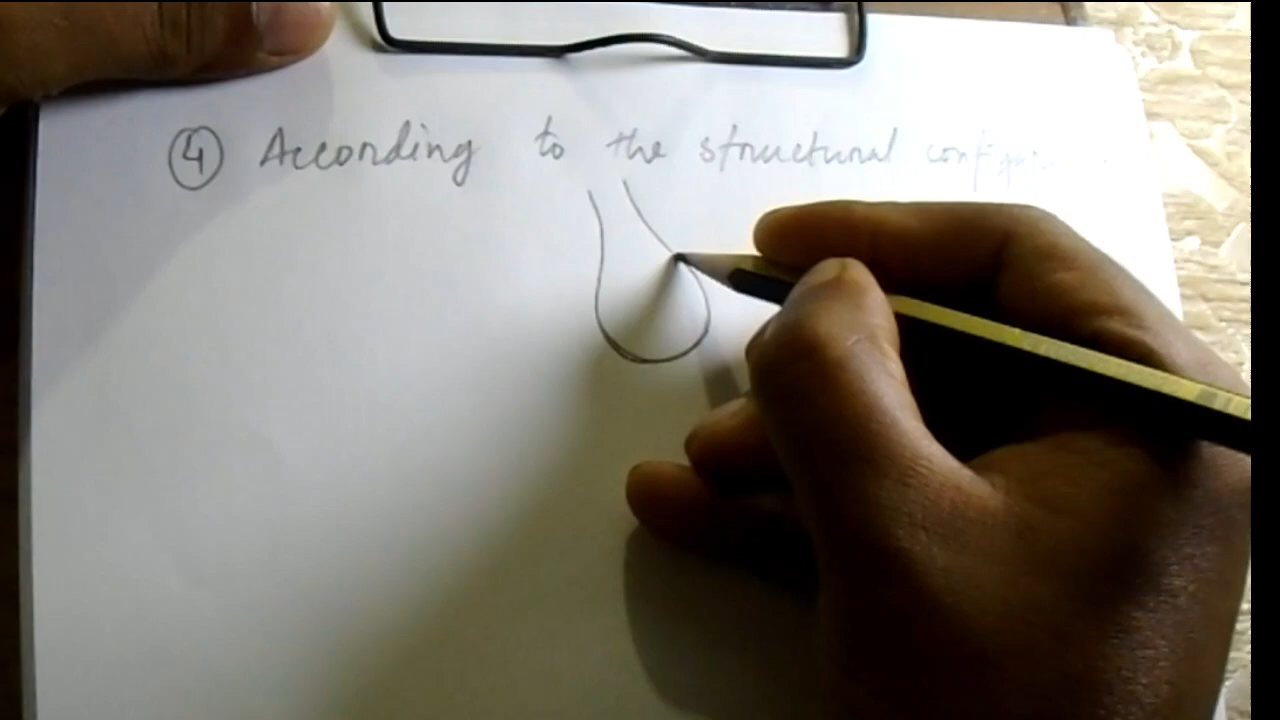 ④ According to the structural